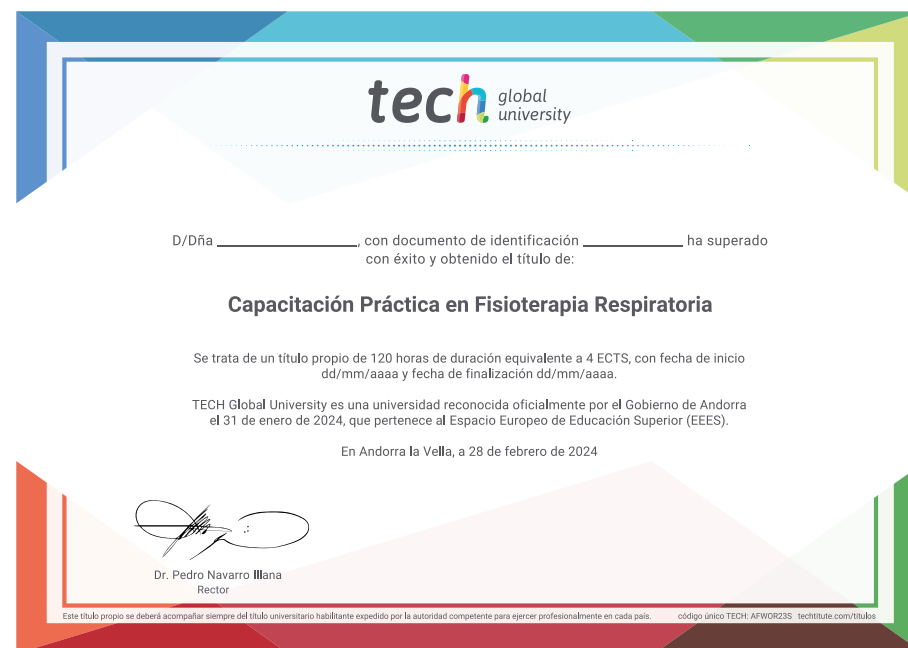 tech global
university
D/Dña ____________________, con documento de identificación ______________ ha superado
con éxito y obtenido el título de:
Capacitación Práctica en Fisioterapia Respiratoria
Se trata de un título propio de 120 horas de duración equivalente a 4 ECTS, con fecha de inicio
dd/mm/aaaa y fecha de finalización dd/mm/aaaa.
TECH Global University es una universidad reconocida oficialmente por el Gobierno de Andorra
el 31 de enero de 2024, que pertenece al Espacio Europeo de Educación Superior (EEES).
En Andorra la Vella, a 28 de febrero de 2024
Dr. Pedro Navarro Illana
Rector
Este título propio se deberá acompañar siempre del título universitario habilitante expedido por la autoridad competente para ejercer profesionalmente en cada país. código único TECH: AFWOR23S techtitute.com/titulos